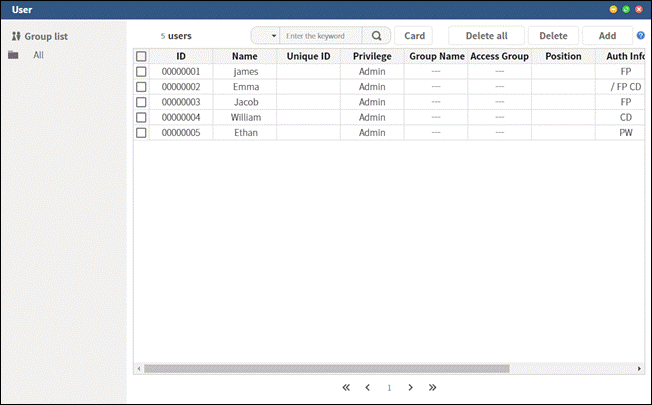 User
Group list
All
5 users
Enter the keyword
Card
Delete all
Delete
Add
?
ID Name Unique ID Privilege Group Name Access Group Position Auth Info
00000001 james Admin --- --- FP
00000002 Emma Admin --- --- / FP CD
00000003 Jacob Admin --- --- FP
00000004 William Admin --- --- CD
00000005 Ethan Admin --- --- PW
1